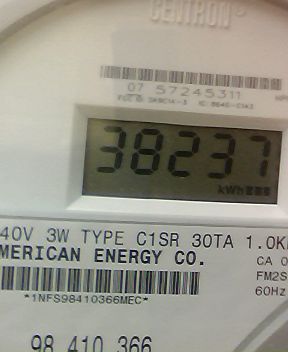 CENTRON®
07 57245311
38237
kWh
40V 3W TYPE C1SR 30TA 1.0K
MERICAN ENERGY CO.
CA 0
FM2S
*1NFS98410366MEC*
60Hz
98 410 366